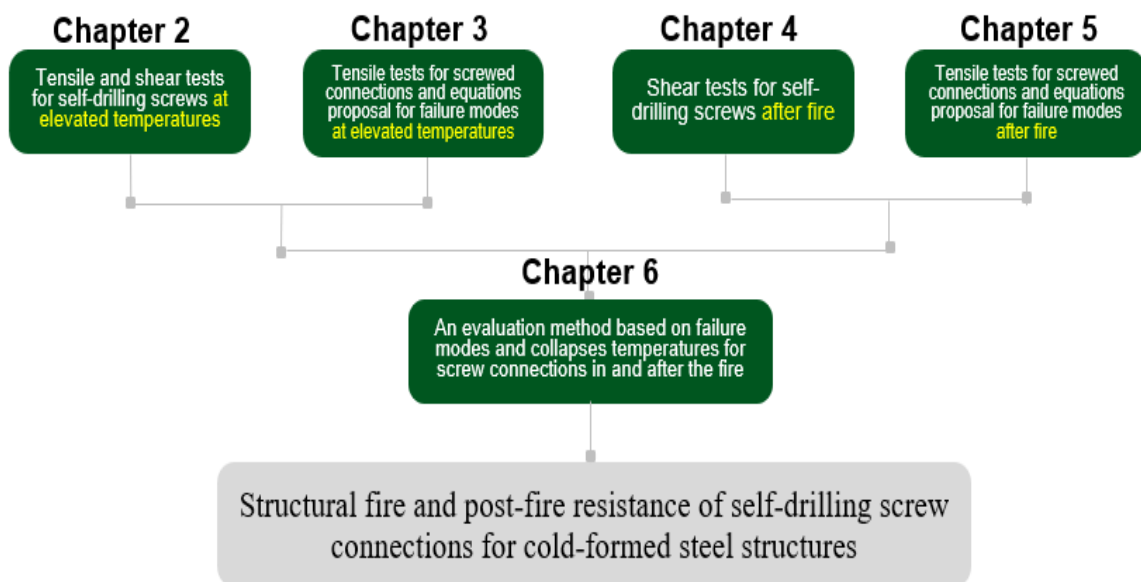 Chapter 2
Tensile and shear tests
for self-drilling screws at
elevated temperatures
Chapter 3
Tensile tests for screwed
connections and equations
proposal for failure modes
at elevated temperatures
Chapter 4
Shear tests for self-
drilling screws after fire
Chapter 5
Tensile tests for screwed
connections and equations
proposal for failure modes
after fire
Chapter 6
An evaluation method based on failure
modes and collapses temperatures for
screw connections in and after the fire
Structural fire and post-fire resistance of self-drilling screw
connections for cold-formed steel structures